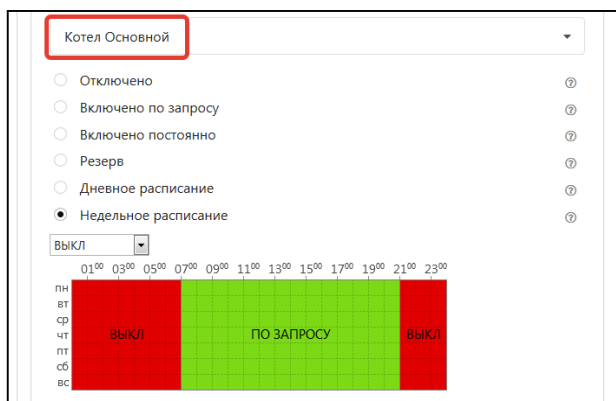 Котел Основной
Отключено
Включено по запросу
Включено постоянно
Резерв
Дневное расписание
Недельное расписание
ВЫКЛ
01⁰⁰ 03⁰⁰ 05⁰⁰ 07⁰⁰ 09⁰⁰ 11⁰⁰ 13⁰⁰ 15⁰⁰ 17⁰⁰ 19⁰⁰ 21⁰⁰ 23⁰⁰
пн
вт
ср
чт ВЫКЛ ПО ЗАПРОСУ ВЫКЛ
пт
сб
вс